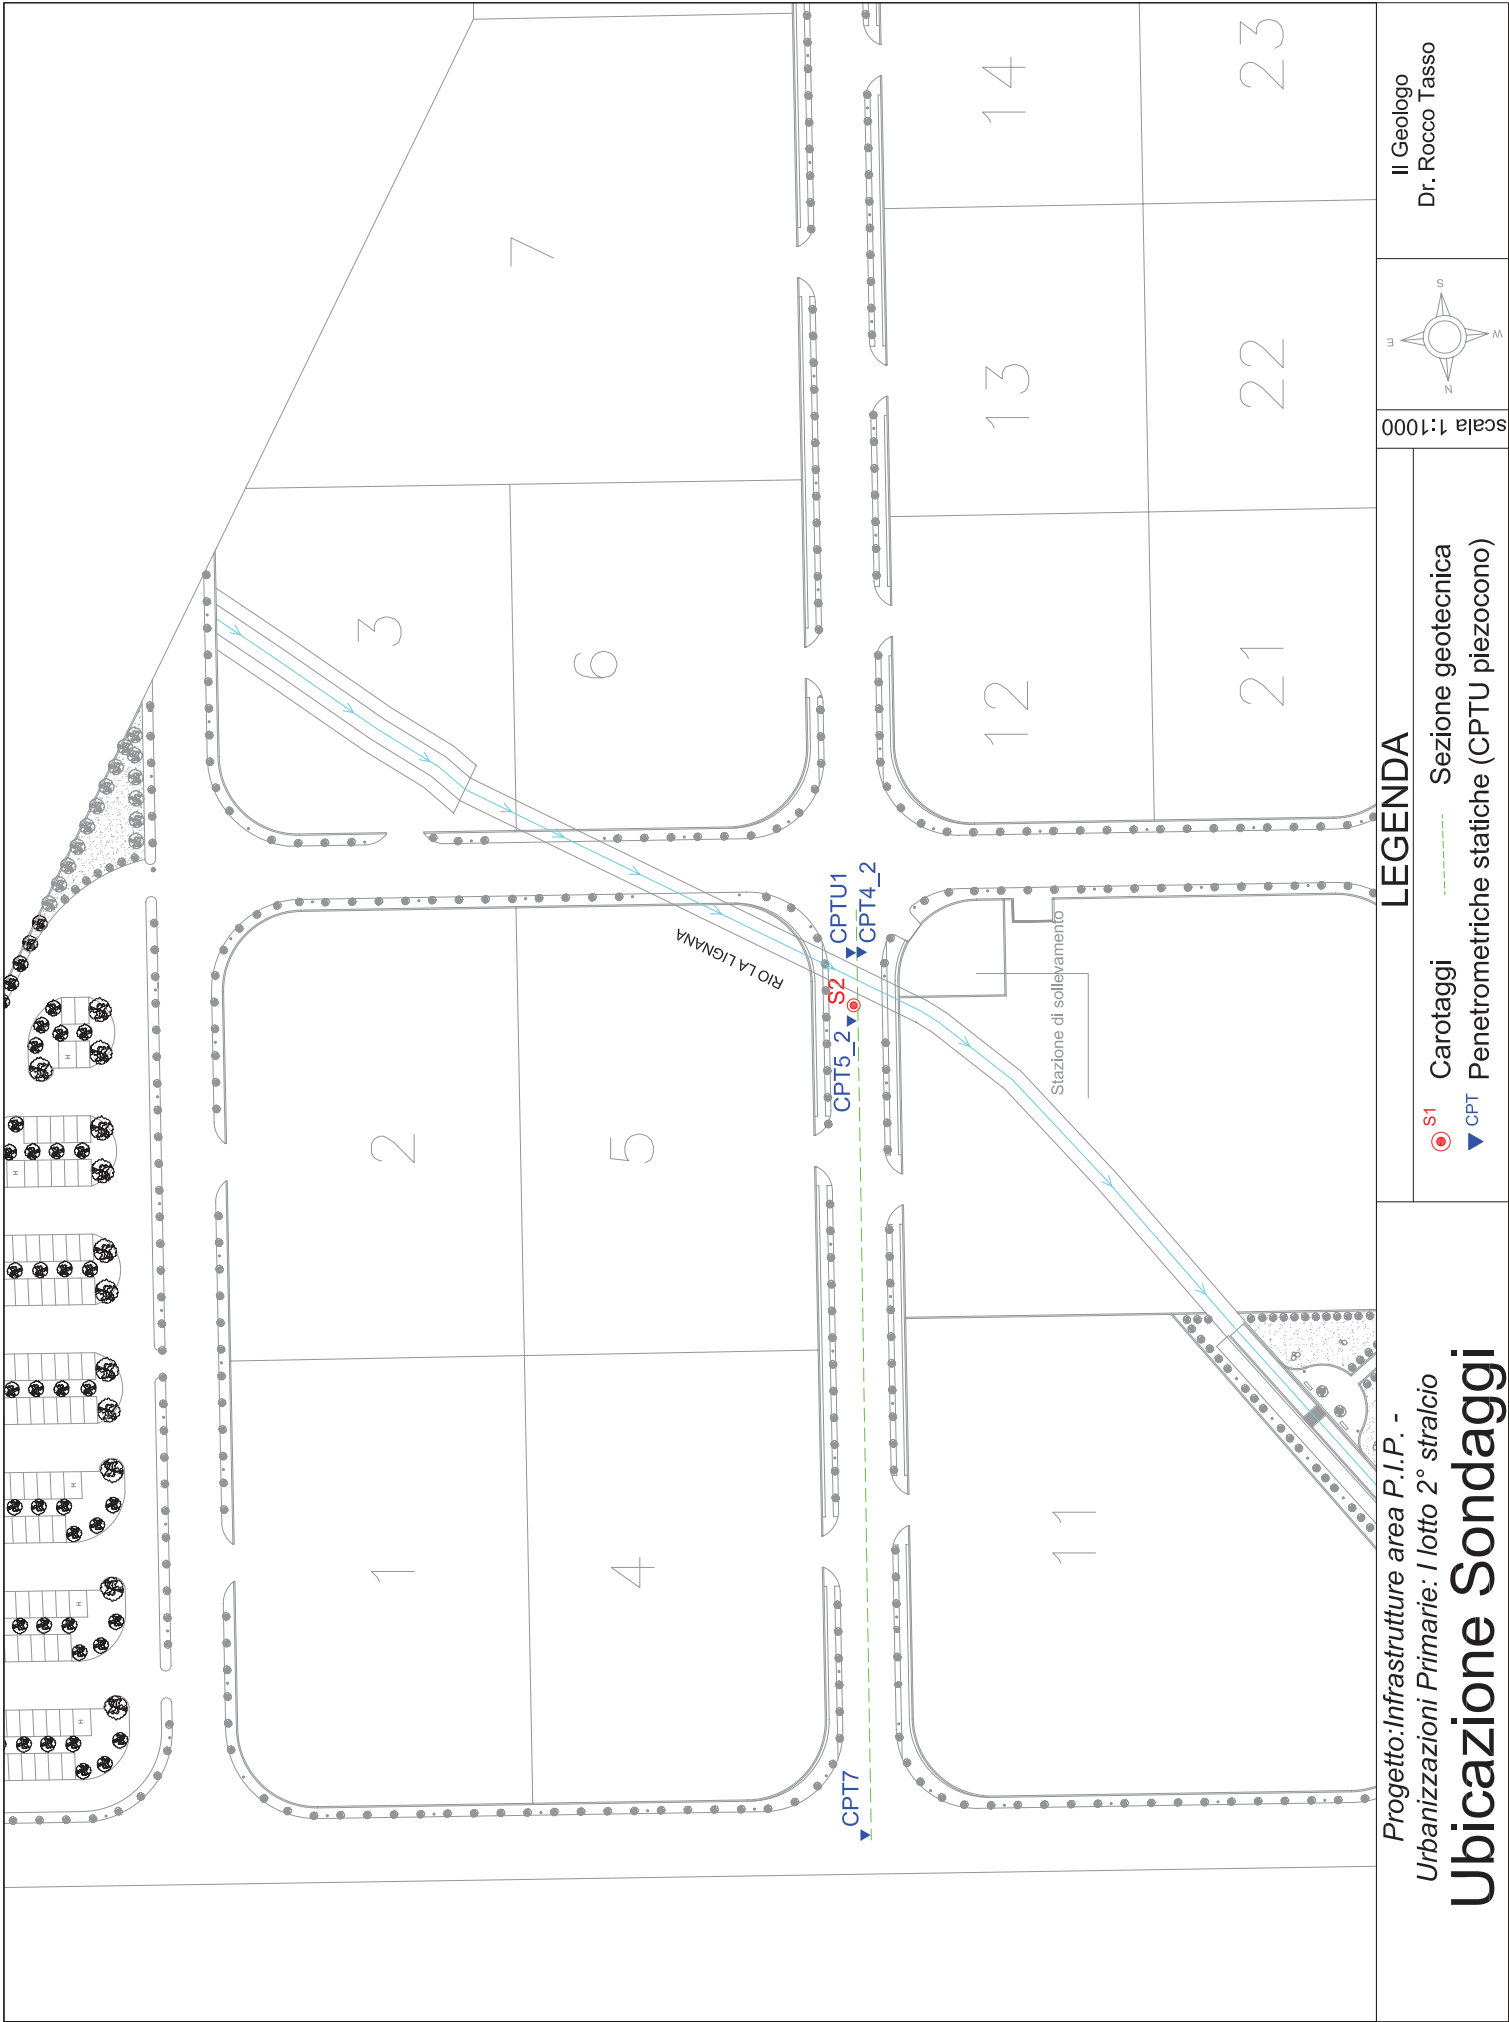 1
2
3
7
4
5
6
RIO LA LIGNANA
CPT7
CPT5_2
S2
CPTU1
CPT4_2
11
12
13
14
21
22
23
Stazione di sollevamento
H
H
H
H
H
Progetto:Infrastrutture area P.I.P. -
Urbanizzazioni Primarie: I lotto 2° stralcio
Ubicazione Sondaggi
LEGENDA
S1 Carotaggi
Sezione geotecnica
CPT Penetrometriche statiche (CPTU piezocono)
scala 1:1000
N
E
S
W
Il Geologo
Dr. Rocco Tasso